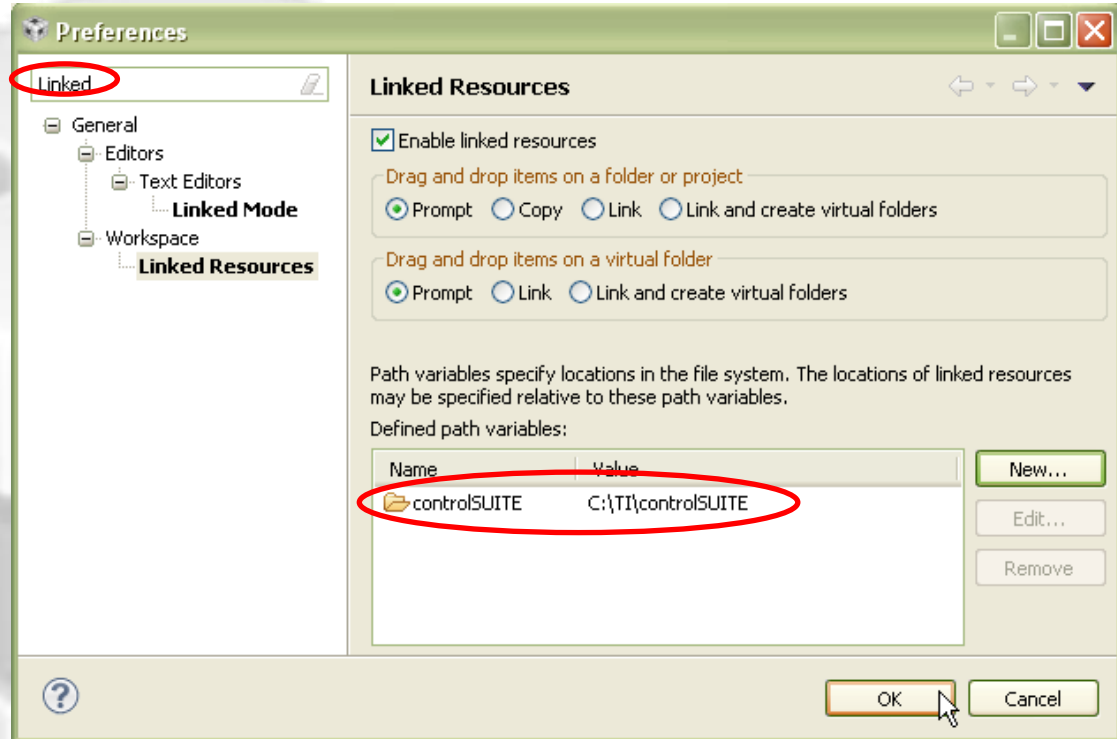 Preferences
Linked
General
Editors
Text Editors
Linked Mode
Workspace
Linked Resources
Linked Resources
Enable linked resources
Drag and drop items on a folder or project
Prompt Copy Link Link and create virtual folders
Drag and drop items on a virtual folder
Prompt Link Link and create virtual folders
Path variables specify locations in the file system. The locations of linked resources
may be specified relative to these path variables.
Defined path variables:
Name Value
controlSUITE C:\TI\controlSUITE
New...
Edit...
Remove
?
OK Cancel